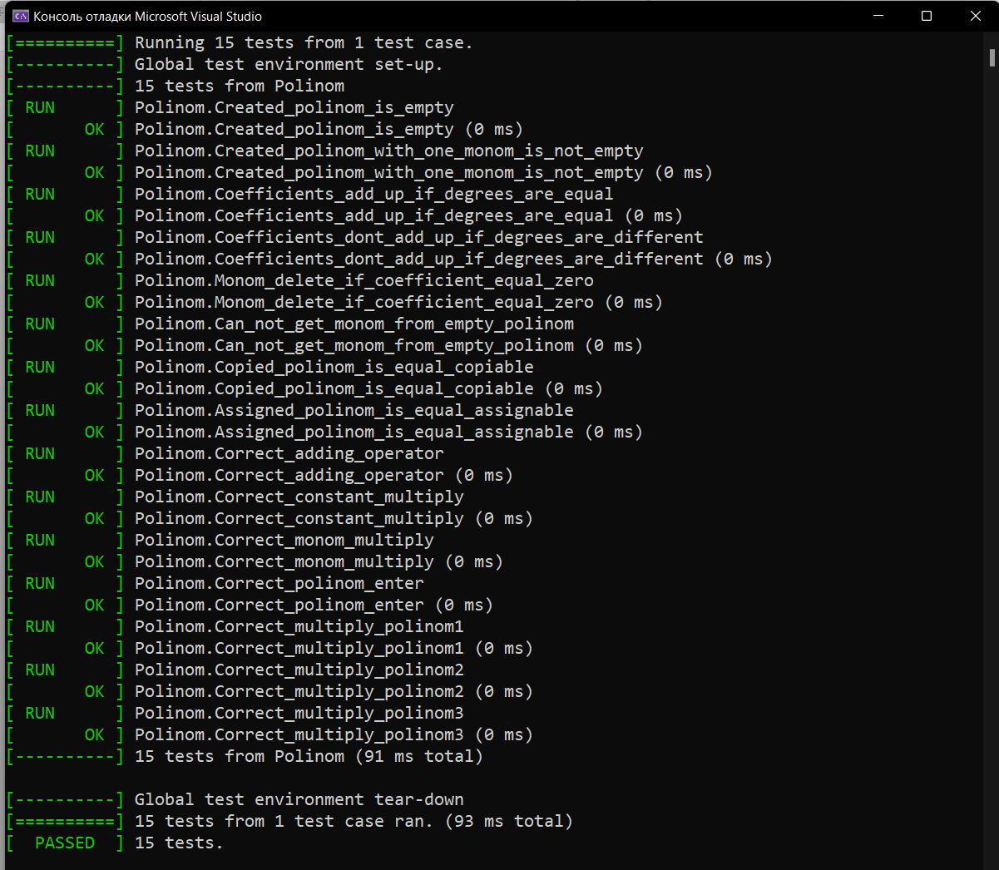 Консоль отладки Microsoft Visual Studio
[==========] Running 15 tests from 1 test case.
[----------] Global test environment set-up.
[----------] 15 tests from Polinom
[ RUN      ] Polinom.Created_polinom_is_empty
[       OK ] Polinom.Created_polinom_is_empty (0 ms)
[ RUN      ] Polinom.Created_polinom_with_one_monom_is_not_empty
[       OK ] Polinom.Created_polinom_with_one_monom_is_not_empty (0 ms)
[ RUN      ] Polinom.Coefficients_add_up_if_degrees_are_equal
[       OK ] Polinom.Coefficients_add_up_if_degrees_are_equal (0 ms)
[ RUN      ] Polinom.Coefficients_dont_add_up_if_degrees_are_different
[       OK ] Polinom.Coefficients_dont_add_up_if_degrees_are_different (0 ms)
[ RUN      ] Polinom.Monom_delete_if_coefficient_equal_zero
[       OK ] Polinom.Monom_delete_if_coefficient_equal_zero (0 ms)
[ RUN      ] Polinom.Can_not_get_monom_from_empty_polinom
[       OK ] Polinom.Can_not_get_monom_from_empty_polinom (0 ms)
[ RUN      ] Polinom.Copied_polinom_is_equal_copiable
[       OK ] Polinom.Copied_polinom_is_equal_copiable (0 ms)
[ RUN      ] Polinom.Assigned_polinom_is_equal_assignable
[       OK ] Polinom.Assigned_polinom_is_equal_assignable (0 ms)
[ RUN      ] Polinom.Correct_adding_operator
[       OK ] Polinom.Correct_adding_operator (0 ms)
[ RUN      ] Polinom.Correct_constant_multiply
[       OK ] Polinom.Correct_constant_multiply (0 ms)
[ RUN      ] Polinom.Correct_monom_multiply
[       OK ] Polinom.Correct_monom_multiply (0 ms)
[ RUN      ] Polinom.Correct_polinom_enter
[       OK ] Polinom.Correct_polinom_enter (0 ms)
[ RUN      ] Polinom.Correct_multiply_polinom1
[       OK ] Polinom.Correct_multiply_polinom1 (0 ms)
[ RUN      ] Polinom.Correct_multiply_polinom2
[       OK ] Polinom.Correct_multiply_polinom2 (0 ms)
[ RUN      ] Polinom.Correct_multiply_polinom3
[       OK ] Polinom.Correct_multiply_polinom3 (0 ms)
[----------] 15 tests from Polinom (91 ms total)
[----------] Global test environment tear-down
[==========] 15 tests from 1 test case ran. (93 ms total)
[  PASSED  ] 15 tests.